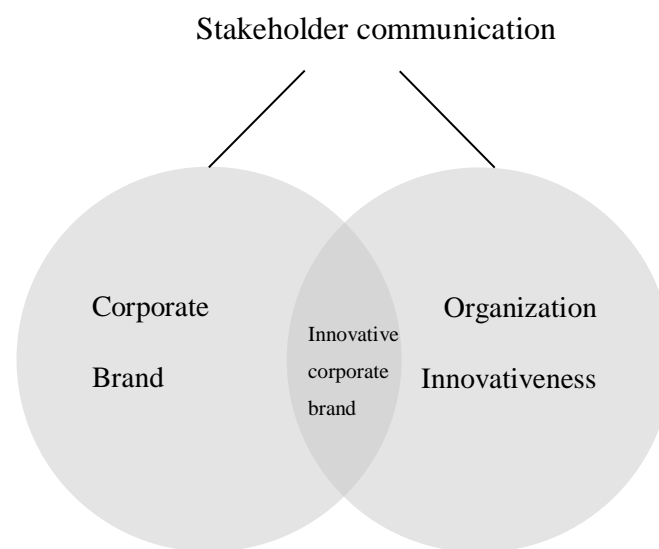 Stakeholder communication
Corporate
Brand
Innovative
corporate
brand
Organization
Innovativeness